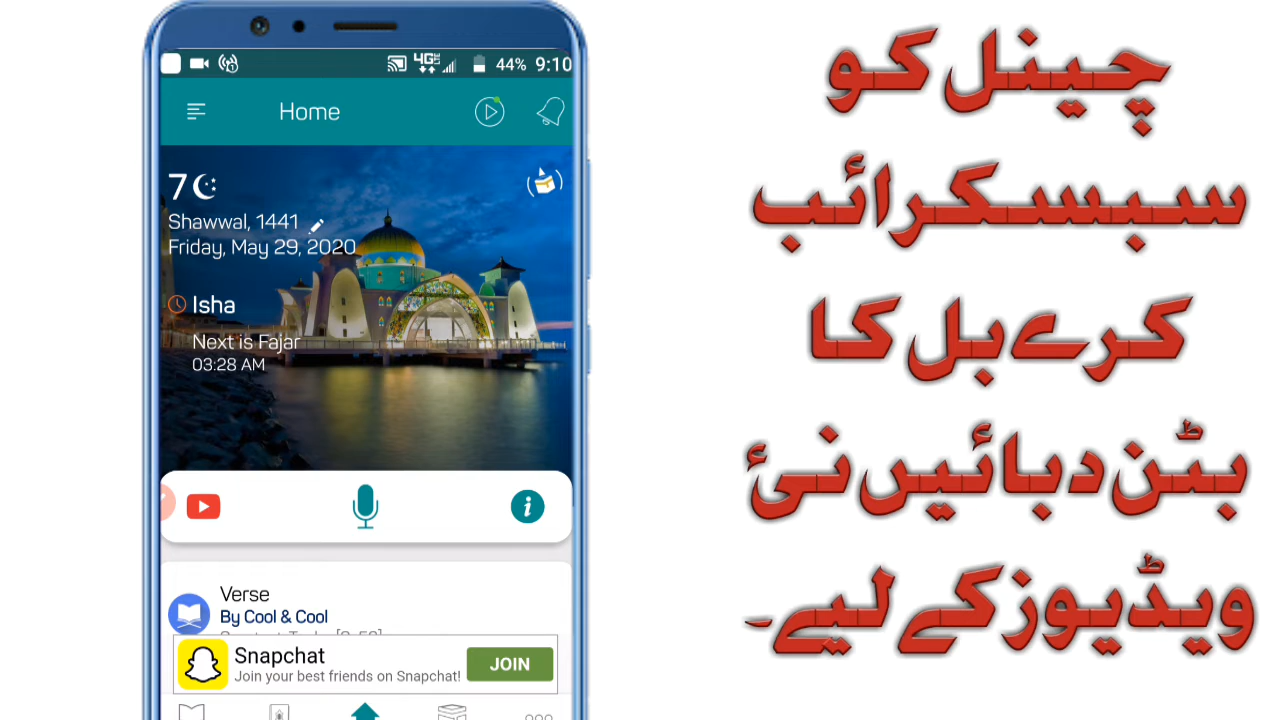 44% 9:10
Home
7
Shawwal, 1441
Friday, May 29, 2020
Isha
Next is Fajar
03:28 AM
Verse
By Cool & Cool
Snapchat
Join your best friends on Snapchat!
JOIN
چینل کو
سبسکرائب
کرے بل کا
بٹن دبائیں نئ
ویڈیوز کے لیے۔